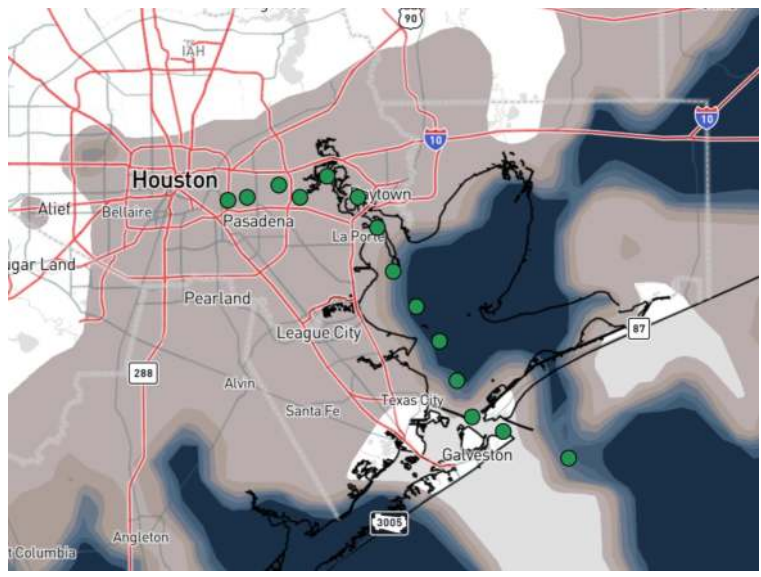 90
IAH
10
10
Houston
Baytown
Alief
Bellaire
Pasadena
La Porte
gar Land
Pearland
League City
87
288
Alvin
Texas City
Santa Fe
Galveston
3005
Angleton
t Columbia